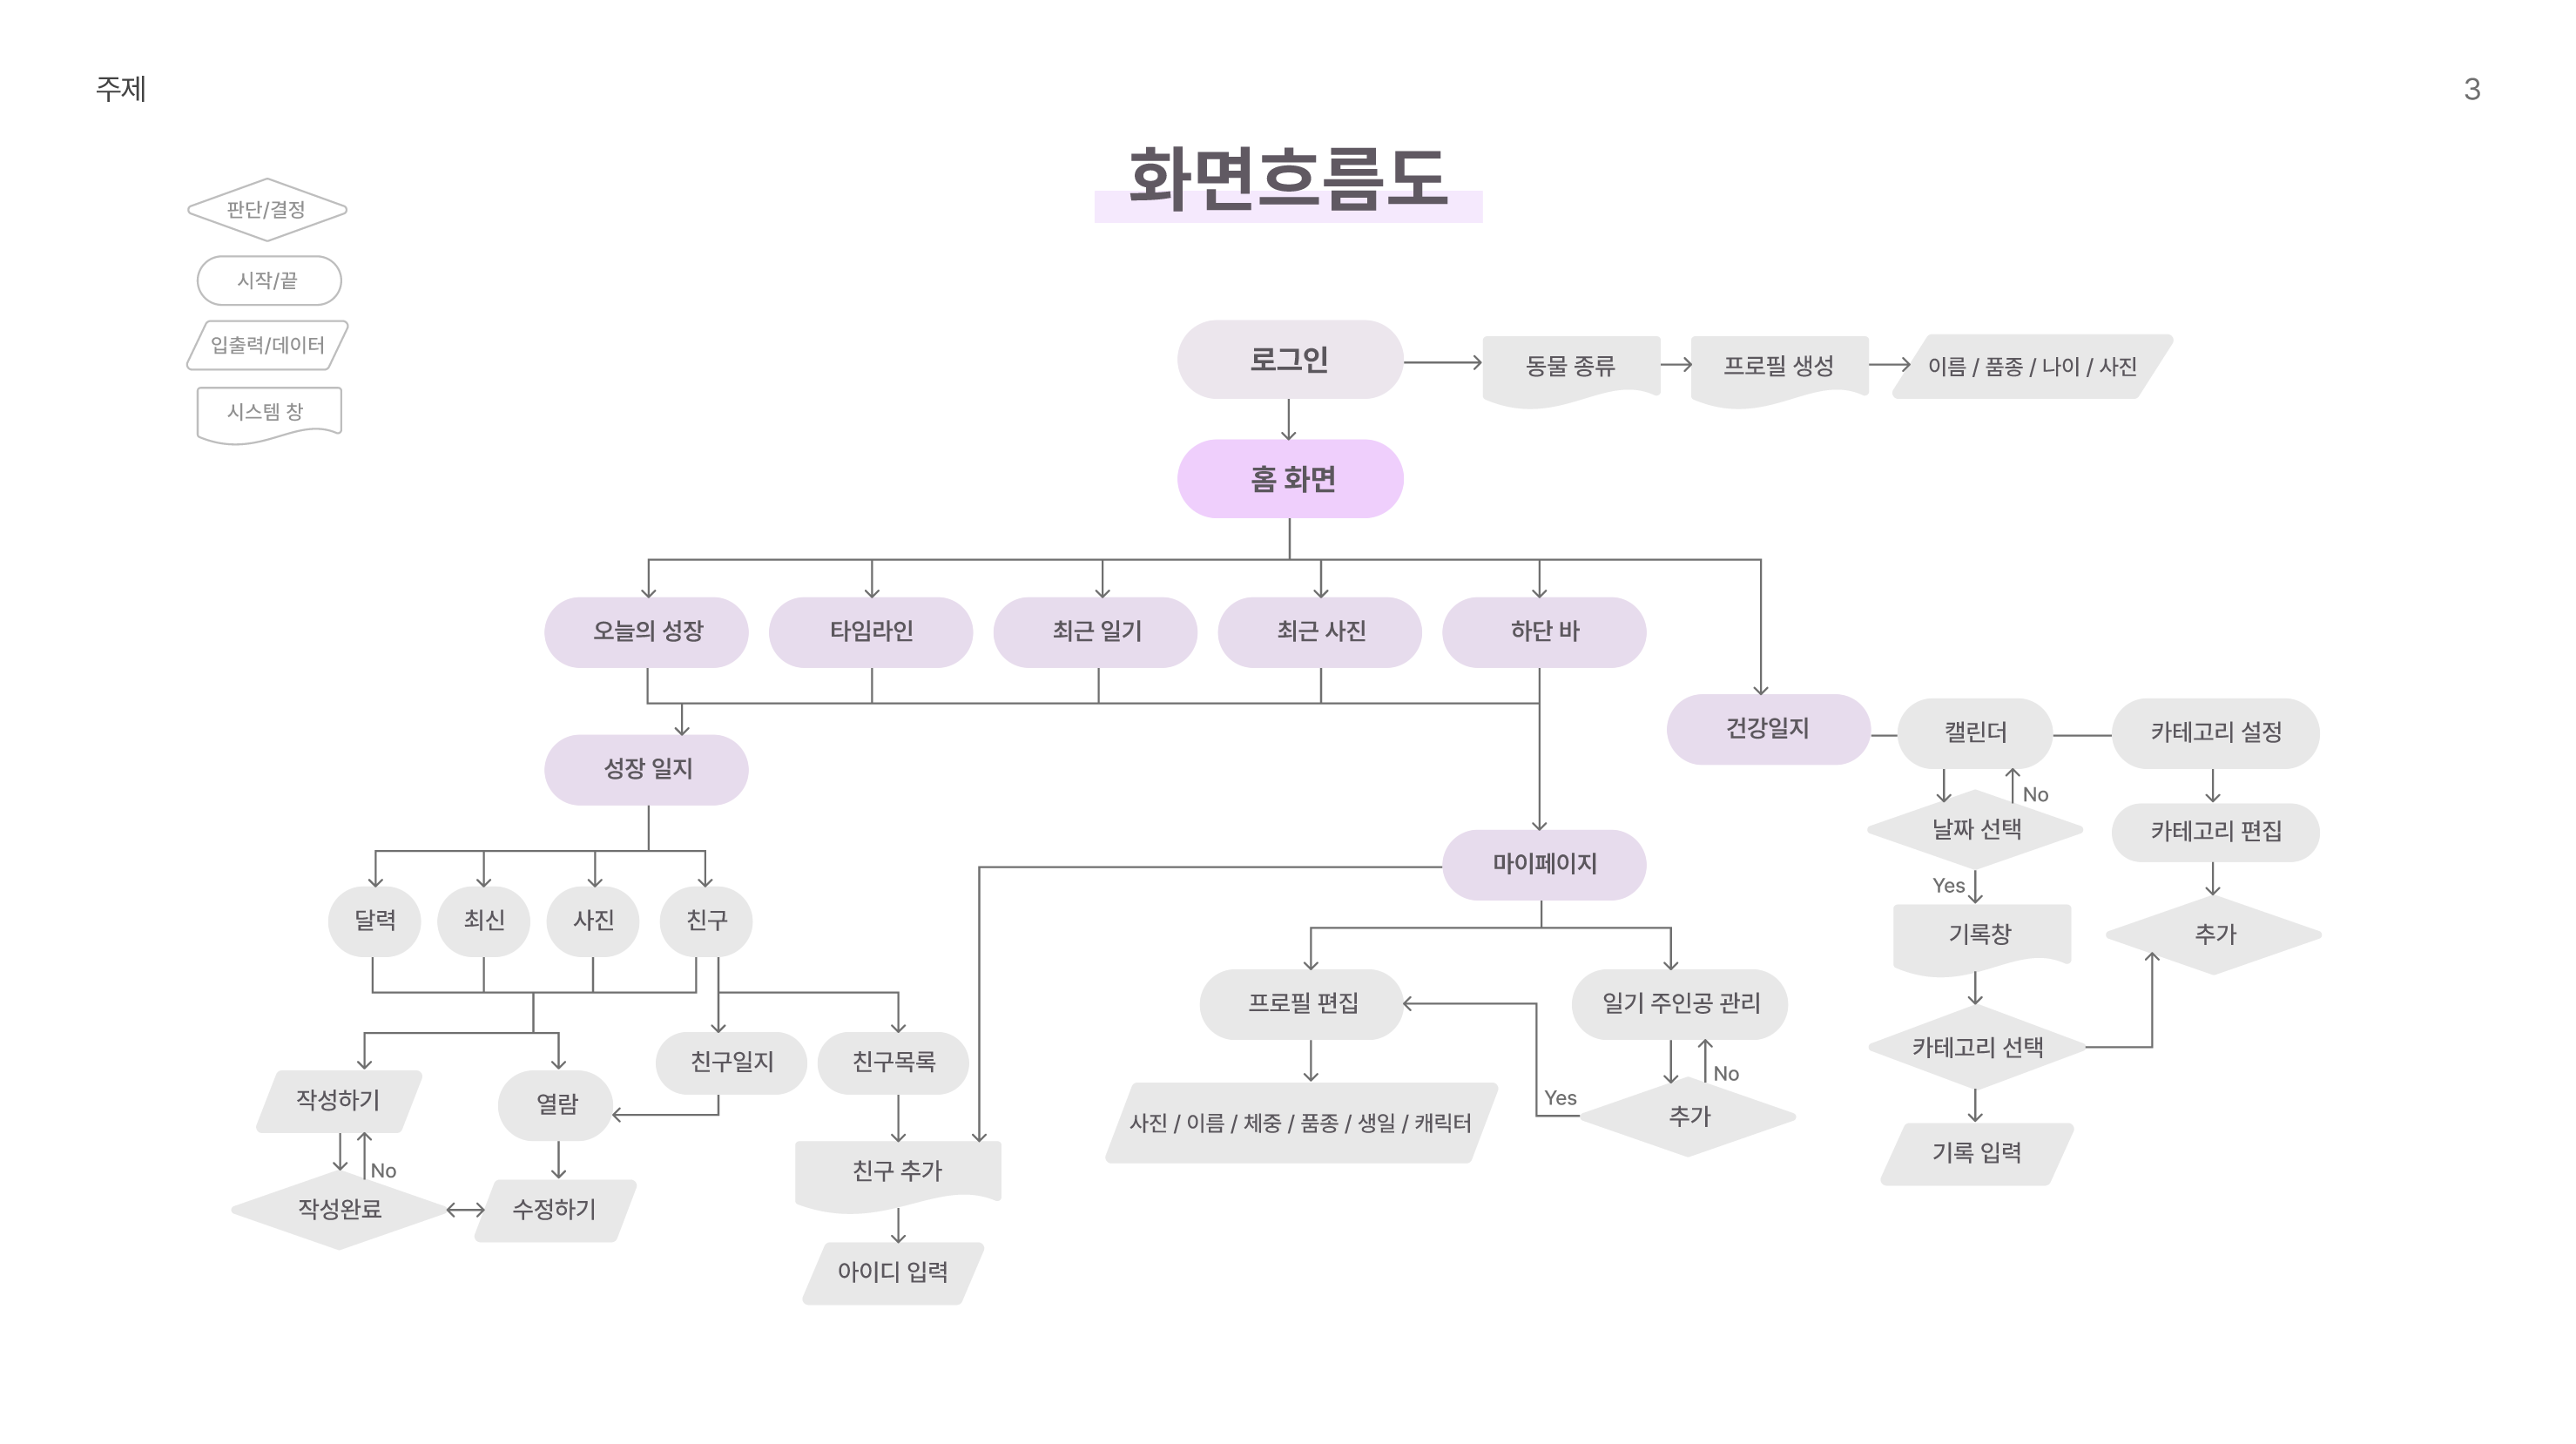 주제
3
화면흐름도
판단/결정
시작/끝
입출력/데이터
시스템 창
로그인
동물 종류
프로필 생성
이름 / 품종 / 나이 / 사진
홈 화면
오늘의 성장
타임라인
최근 일기
최근 사진
하단 바
건강일지
캘린더
카테고리 설정
성장 일지
No
날짜 선택
카테고리 편집
마이페이지
Yes
달력
최신
사진
친구
기록창
추가
프로필 편집
일기 주인공 관리
친구일지
친구목록
카테고리 선택
작성하기
열람
No
Yes
사진 / 이름 / 체중 / 품종 / 생일 / 캐릭터
추가
기록 입력
No
친구 추가
작성완료
수정하기
아이디 입력